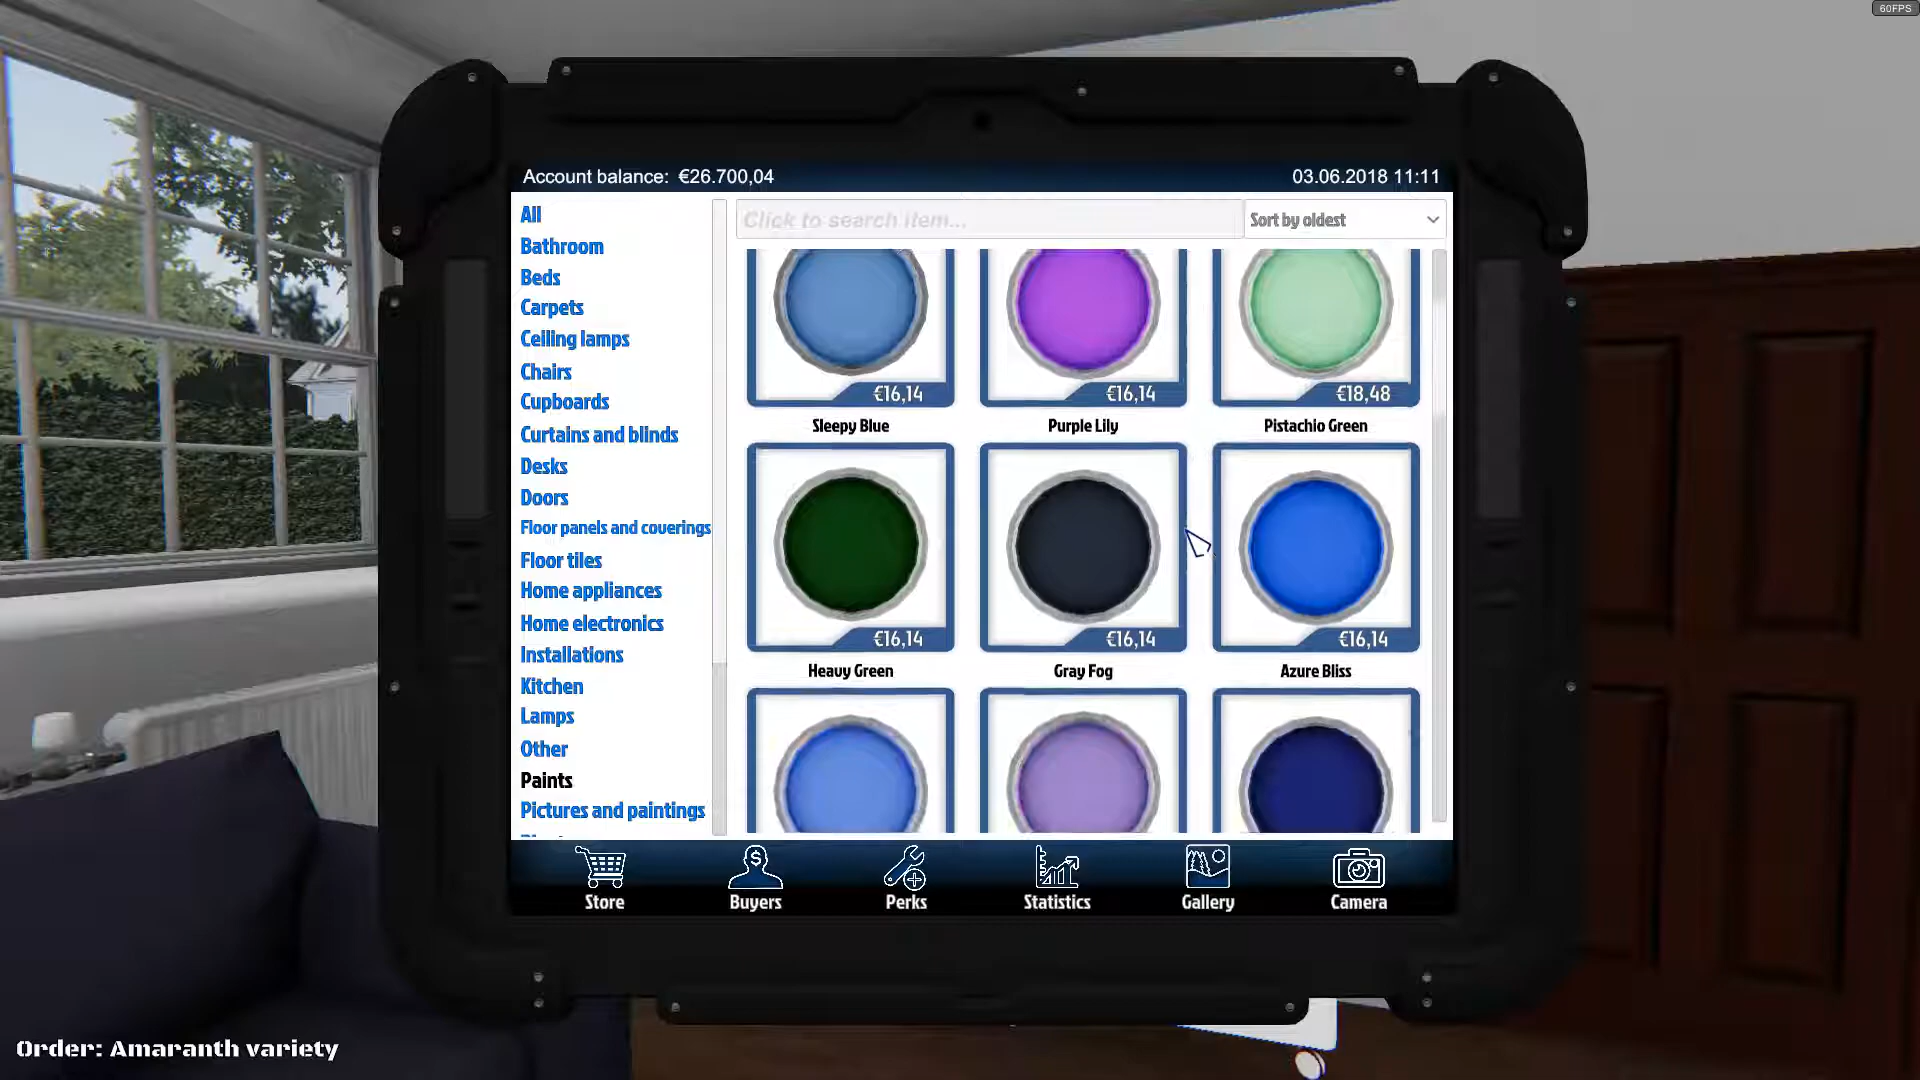 60FPS
Account balance: €26.700,04
03.06.2018 11:11
All
Bathroom
Beds
Carpets
Ceiling lamps
Chairs
Cupboards
Curtains and blinds
Desks
Doors
Floor panels and coverings
Floor tiles
Home appliances
Home electronics
Installations
Kitchen
Lamps
Other
Paints
Pictures and paintings
Click to search item...
Sort by oldest
€16,14
€16,14
€18,48
Sleepy Blue
Purple Lily
Pistachio Green
€16,14
€16,14
€16,14
Heavy Green
Gray Fog
Azure Bliss
Store
Buyers
Perks
Statistics
Gallery
Camera
Order: Amaranth variety